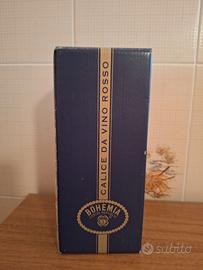 CALICE DA VINO ROSSO
BOHEMIA
subito